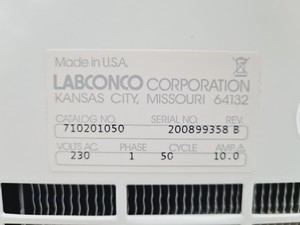 Made in U.S.A.
LABCONCO CORPORATION
KANSAS CITY, MISSOURI 64132
CATALOG NO. SERIAL NO. REV.
710201050 200899358 B
VOLTS AC. PHASE CYCLE AMP
230 1 50 10.0